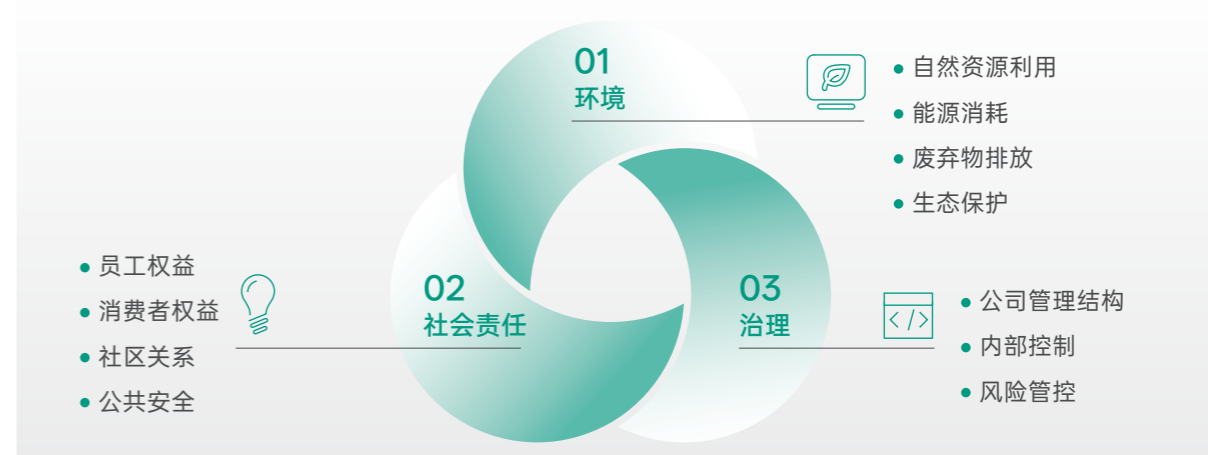 01
环境
自然资源利用
能源消耗
废弃物排放
生态保护
02
社会责任
员工权益
消费者权益
社区关系
公共安全
03
治理
</>
公司管理结构
内部控制
风险管控